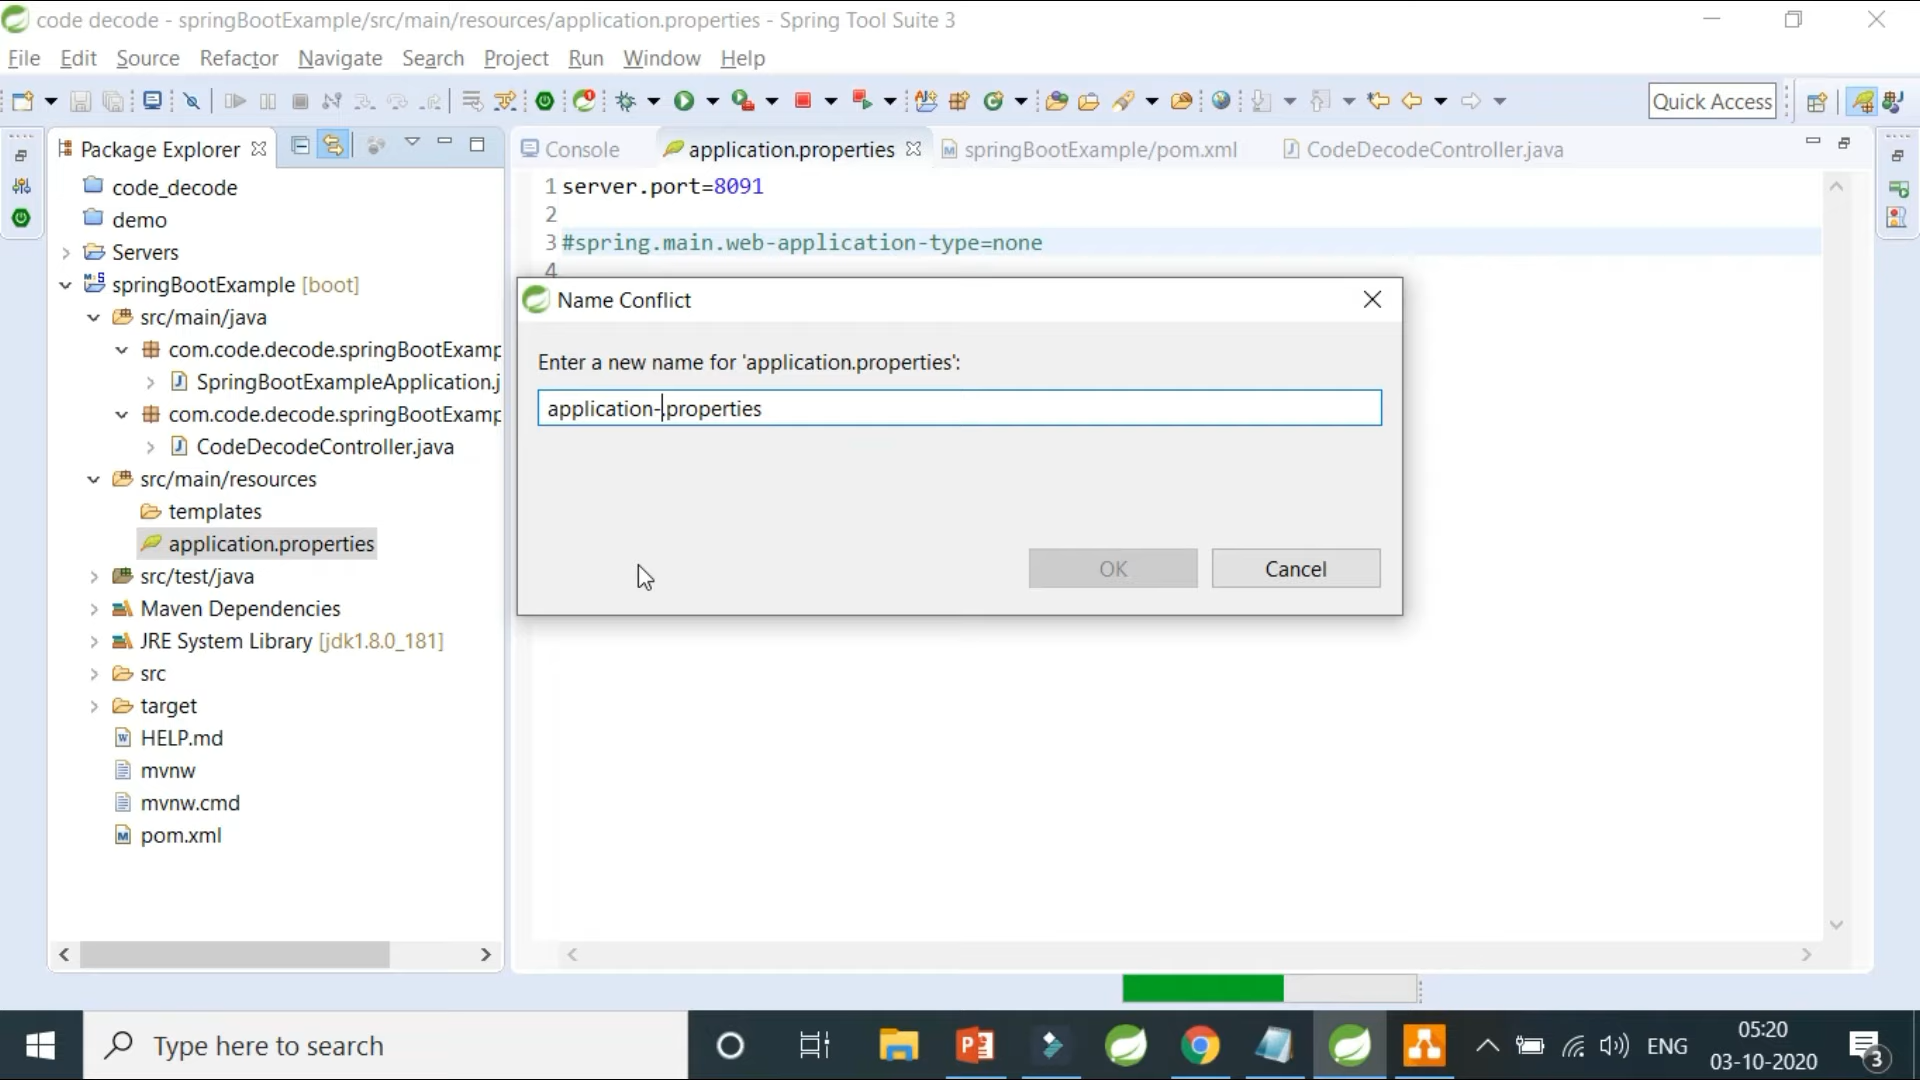 code decode - springBootExample/src/main/resources/application.properties - Spring Tool Suite 3
File Edit Source Refactor Navigate Search Project Run Window Help
Quick Access
Package Explorer
code_decode
demo
Servers
springBootExample [boot]
src/main/java
com.code.decode.springBootExamp
SpringBootExampleApplication.j
com.code.decode.springBootExamp
CodeDecodeController.java
src/main/resources
templates
application.properties
src/test/java
Maven Dependencies
JRE System Library [jdk1.8.0_181]
src
target
HELP.md
mvnw
mvnw.cmd
pom.xml
Console application.properties springBootExample/pom.xml CodeDecodeController.java
1 server.port=8091
2
3 #spring.main.web-application-type=none
4
Name Conflict
Enter a new name for 'application.properties':
application-.properties
OK Cancel
Type here to search
ENG
05:20
03-10-2020
3